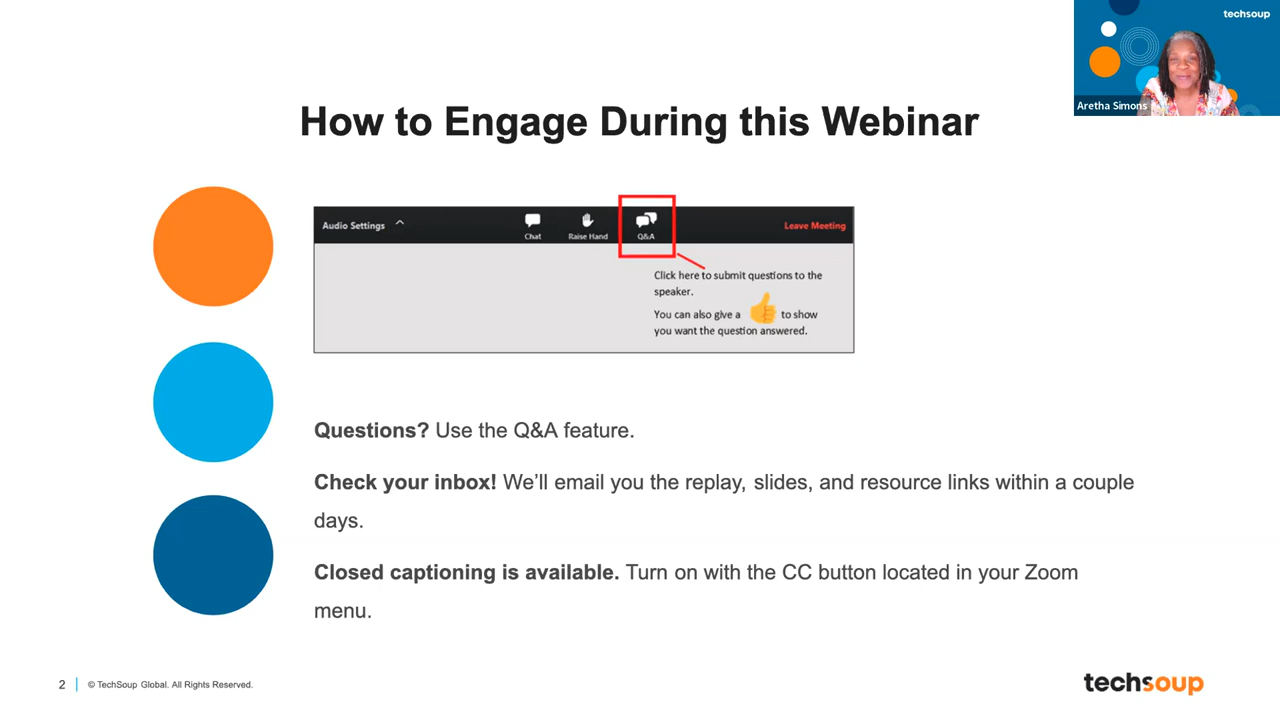 techsoup
Aretha Simons
How to Engage During this Webinar
Audio Settings
Chat
Raise Hand
Q&A
Leave Meeting
Click here to submit questions to the
speaker.
You can also give a 👍 to show
you want the question answered.
Questions? Use the Q&A feature.
Check your inbox! We’ll email you the replay, slides, and resource links within a couple
days.
Closed captioning is available. Turn on with the CC button located in your Zoom
menu.
2
© TechSoup Global. All Rights Reserved.
techsoup